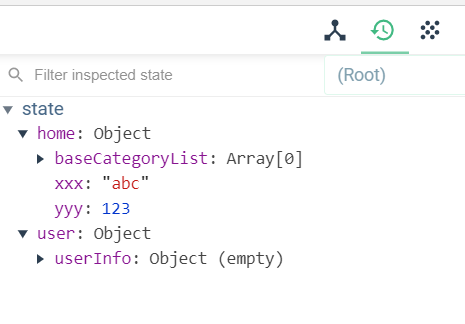 Filter inspected state
(Root)
state
home: Object
baseCategoryList: Array[0]
xxx: "abc"
yyy: 123
user: Object
userInfo: Object (empty)